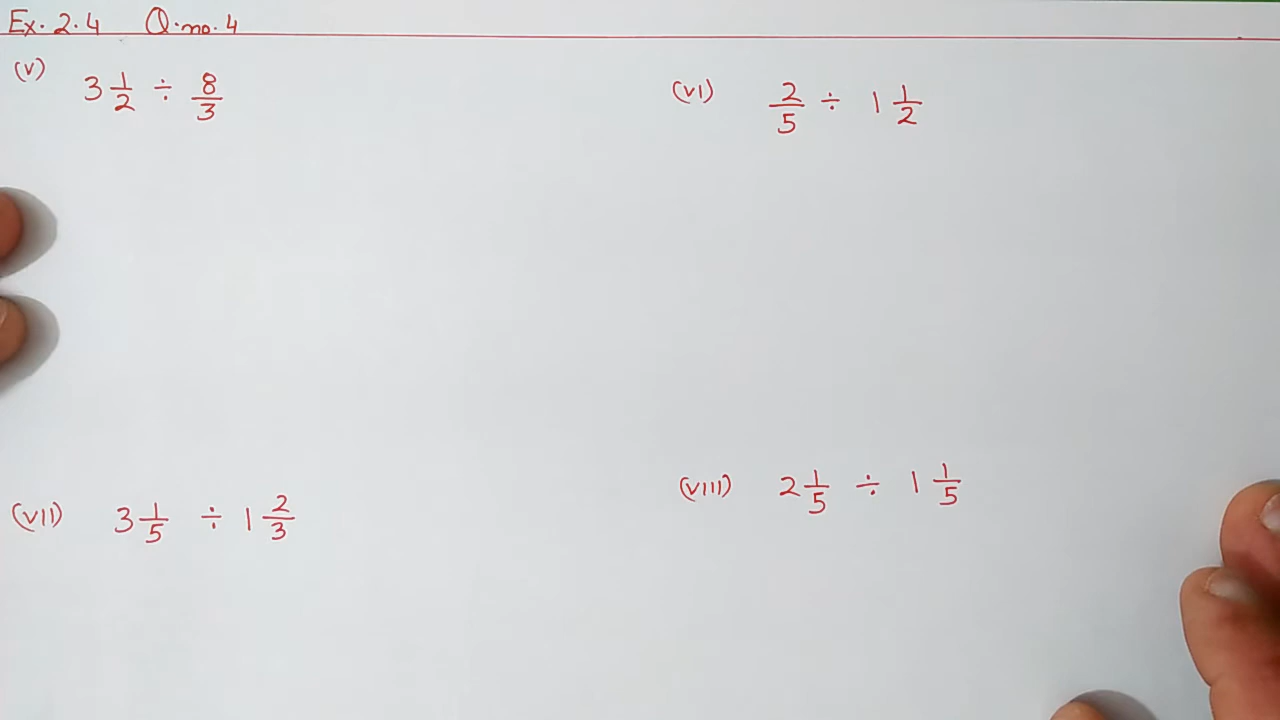 Ex. 2.4 Q.no.4
(v) 3 1/2 ÷ 8/3
(vi) 2/5 ÷ 1 1/2
(vii) 3 1/5 ÷ 1 2/3
(viii) 2 1/5 ÷ 1 1/5